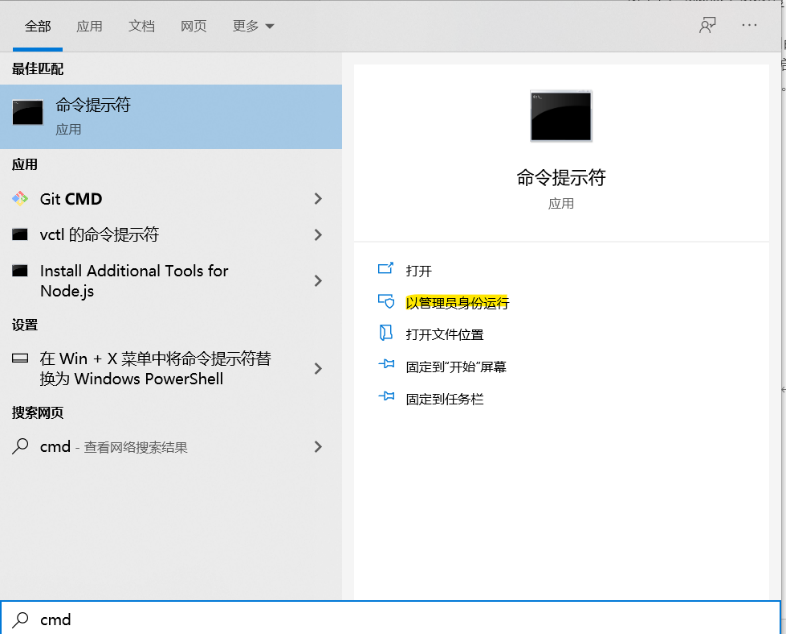 全部 应用 文档 网页 更多
最佳匹配
命令提示符
应用
应用
Git CMD
vctl 的命令提示符
Install Additional Tools for
Node.js
设置
在 Win + X 菜单中将命令提示符替
换为 Windows PowerShell
搜索网页
cmd - 查看网络搜索结果
命令提示符
应用
打开
以管理员身份运行
打开文件位置
固定到"开始"屏幕
固定到任务栏
cmd